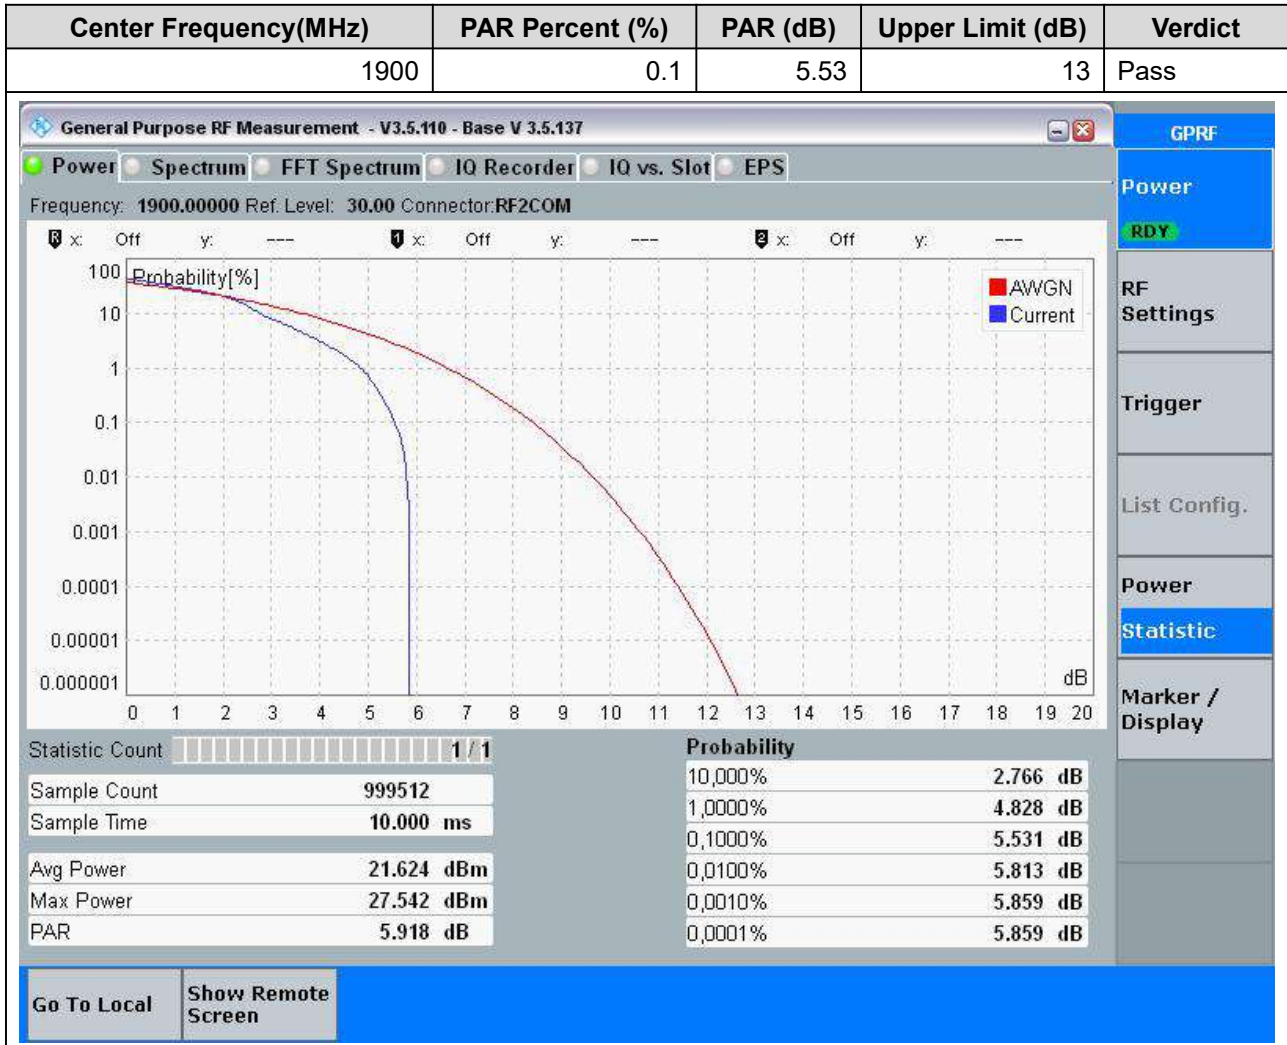 Center Frequency(MHz) PAR Percent (%) PAR (dB) Upper Limit (dB) Verdict
1900 0.1 5.53 13 Pass
General Purpose RF Measurement - V3.5.110 - Base V 3.5.137
GPRF
Power Spectrum FFT Spectrum IQ Recorder IQ vs. Slot EPS
Power
RDY
Frequency: 1900.00000 Ref. Level: 30.00 Connector:RF2COM
R x: Off y: --- 1 x: Off y: --- 2 x: Off y: ---
Probability[%]
AWGN
Current
100
10
1
0.1
0.01
0.001
0.0001
0.00001
0.000001
dB
0 1 2 3 4 5 6 7 8 9 10 11 12 13 14 15 16 17 18 19 20
RF
Settings
Trigger
List Config.
Power
Statistic
Marker /
Display
Statistic Count 1 / 1
Sample Count 999512
Sample Time 10.000 ms
Avg Power 21.624 dBm
Max Power 27.542 dBm
PAR 5.918 dB
Probability
10,000% 2.766 dB
1,0000% 4.828 dB
0,1000% 5.531 dB
0,0100% 5.813 dB
0,0010% 5.859 dB
0,0001% 5.859 dB
Go To Local
Show Remote
Screen